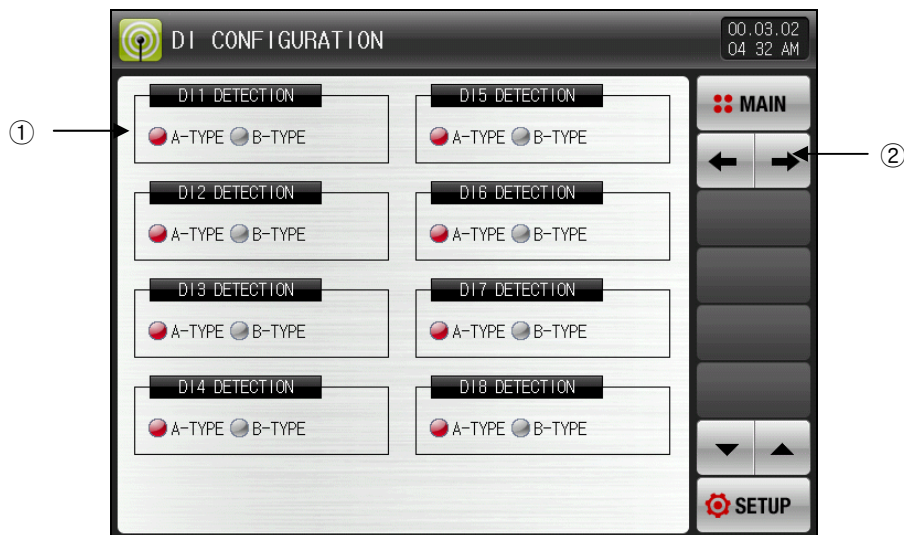 DI CONFIGURATION
00.03.02
04 32 AM
①
DI1 DETECTION
A-TYPE B-TYPE
DI2 DETECTION
A-TYPE B-TYPE
DI3 DETECTION
A-TYPE B-TYPE
DI4 DETECTION
A-TYPE B-TYPE
DI5 DETECTION
A-TYPE B-TYPE
DI6 DETECTION
A-TYPE B-TYPE
DI7 DETECTION
A-TYPE B-TYPE
DI8 DETECTION
A-TYPE B-TYPE
MAIN
②
SETUP